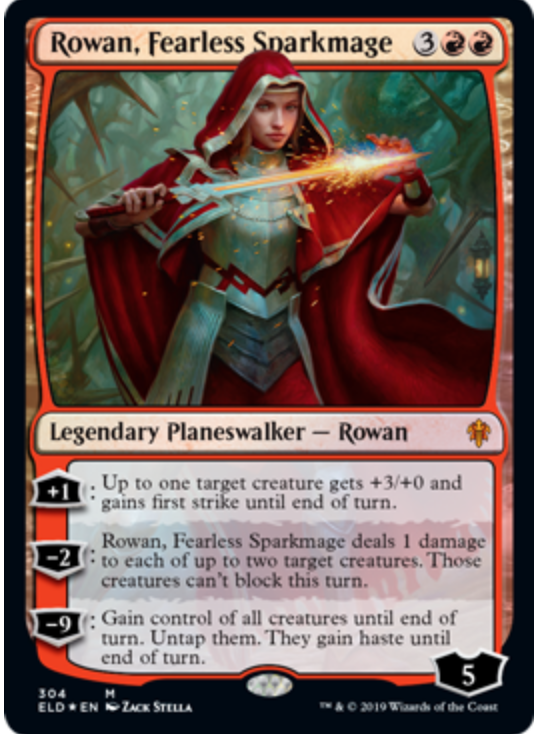 Rowan, Fearless Sparkmage 3
Legendary Planeswalker — Rowan
+1 : Up to one target creature gets +3/+0 and
gains first strike until end of turn.
−2 : Rowan, Fearless Sparkmage deals 1 damage
to each of up to two target creatures. Those
creatures can't block this turn.
−9 : Gain control of all creatures until end of
turn. Untap them. They gain haste until
end of turn.
5
304 M
ELD ★ EN Zack Stella
™ & © 2019 Wizards of the Coast